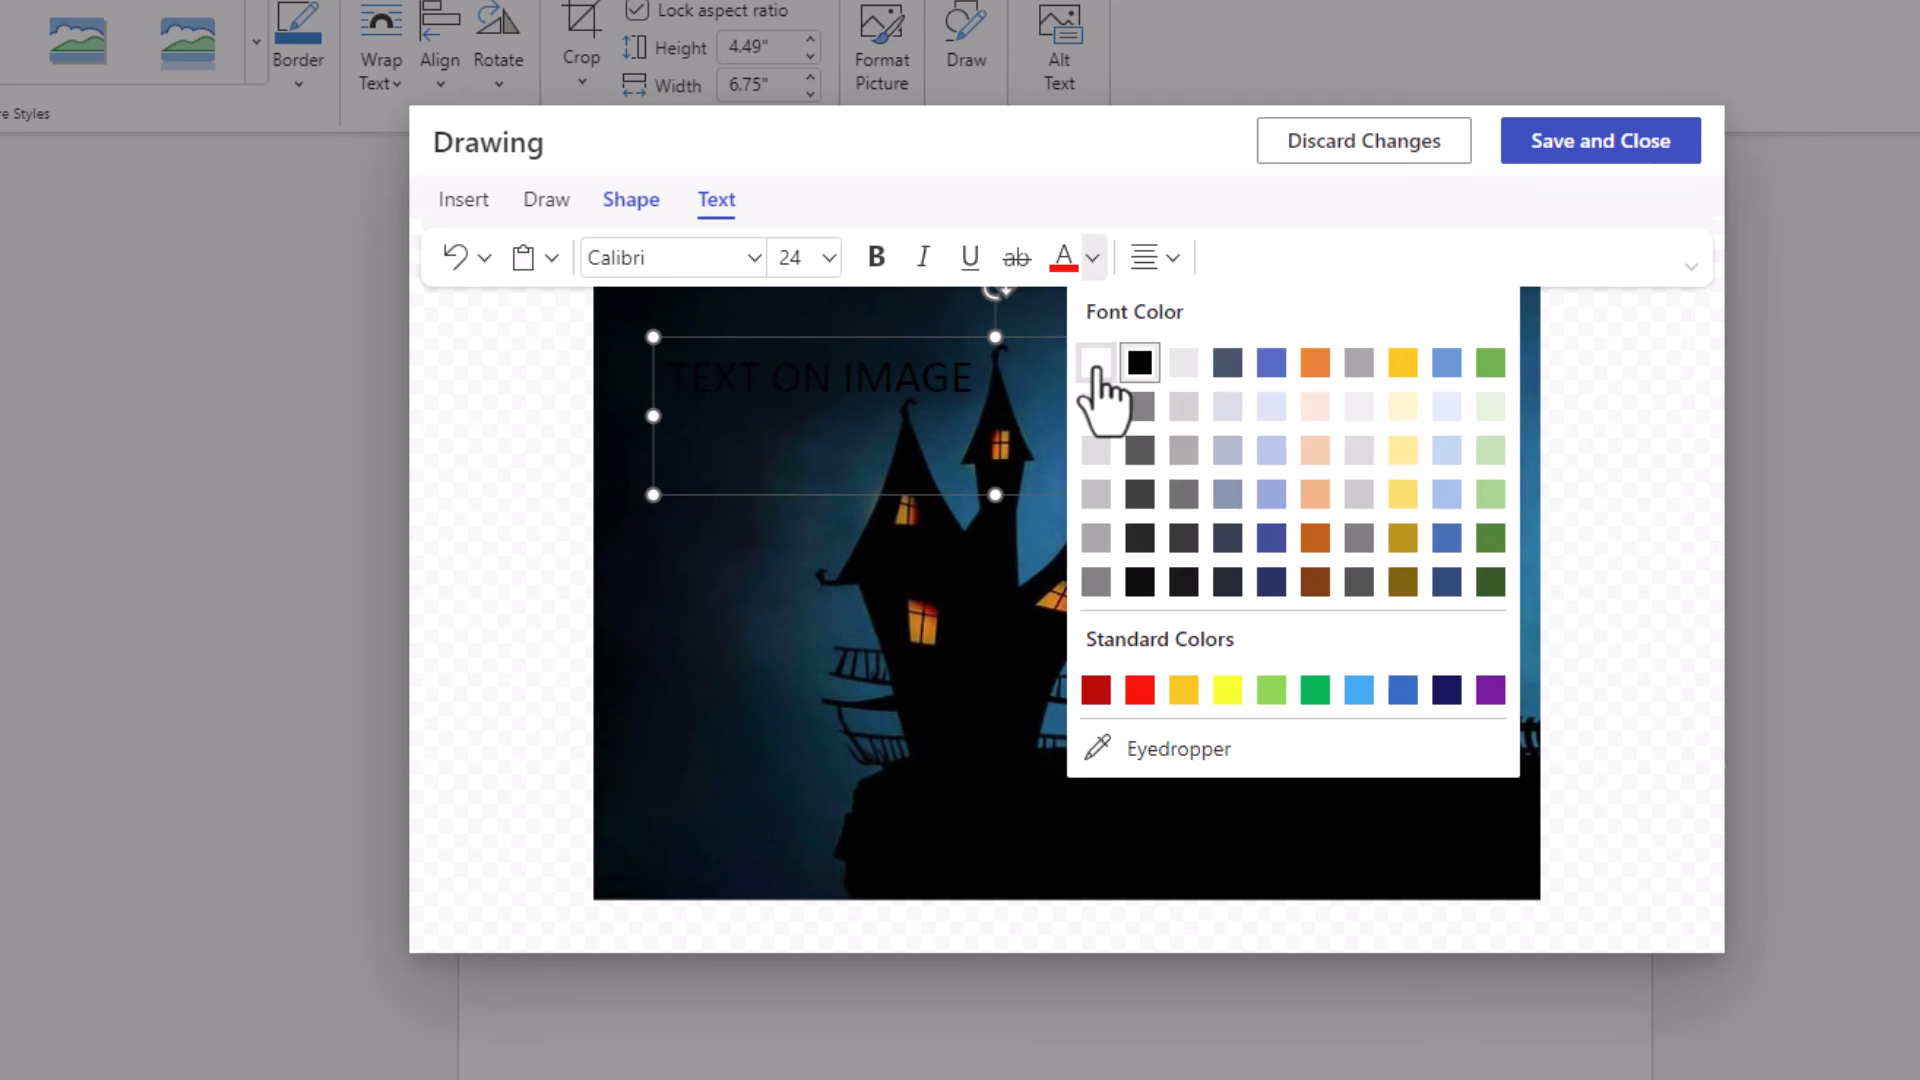 Lock aspect ratio
Border
Wrap Text
Align
Rotate
Crop
Height 4.49"
Width 6.75"
Format Picture
Draw
Alt Text
re Styles
Drawing
Discard Changes
Save and Close
Insert Draw Shape Text
Calibri 24 B I U ab A
Font Color
TEXT ON IMAGE
Standard Colors
Eyedropper